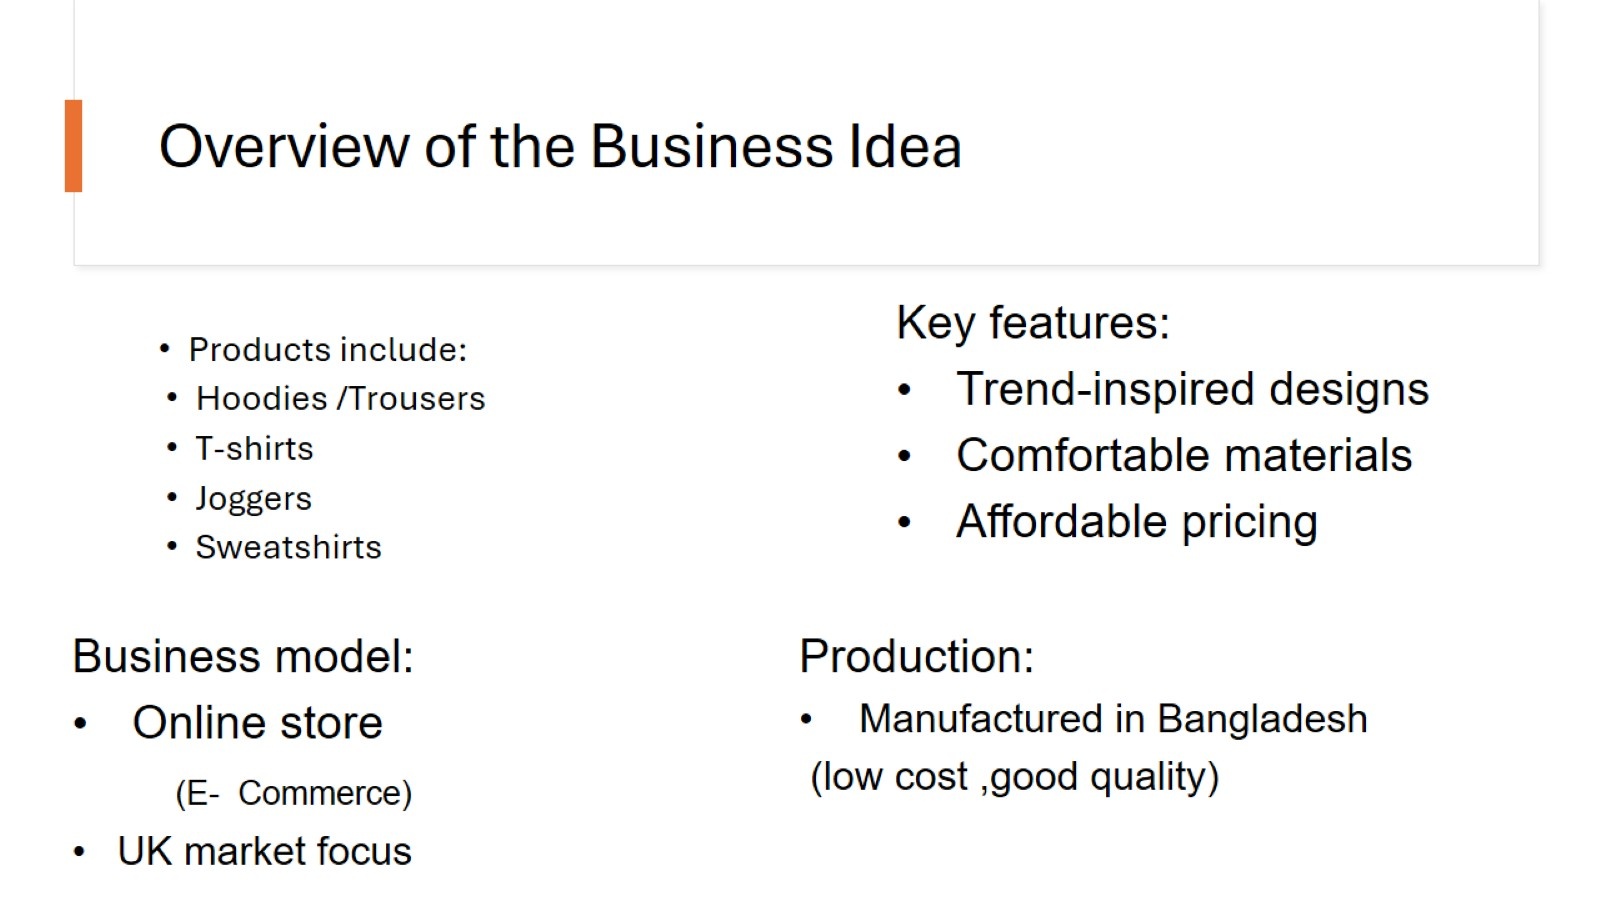 Overview of the Business Idea
• Products include:
• Hoodies /Trousers
• T-shirts
• Joggers
• Sweatshirts
Key features:
• Trend-inspired designs
• Comfortable materials
• Affordable pricing
Business model:
• Online store
(E-  Commerce)
• UK market focus
Production:
• Manufactured in Bangladesh
(low cost ,good quality)